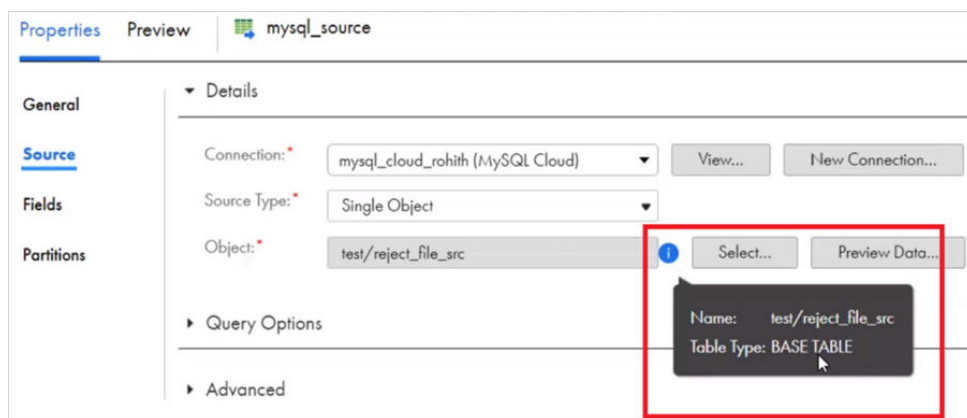 Properties Preview mysql_source
General
Source
Fields
Partitions
Details
Connection:* mysql_cloud_rohith (MySQL Cloud) View... New Connection...
Source Type:* Single Object
Object:* test/reject_file_src i Select... Preview Data...
Name: test/reject_file_src
Table Type: BASE TABLE
Query Options
Advanced